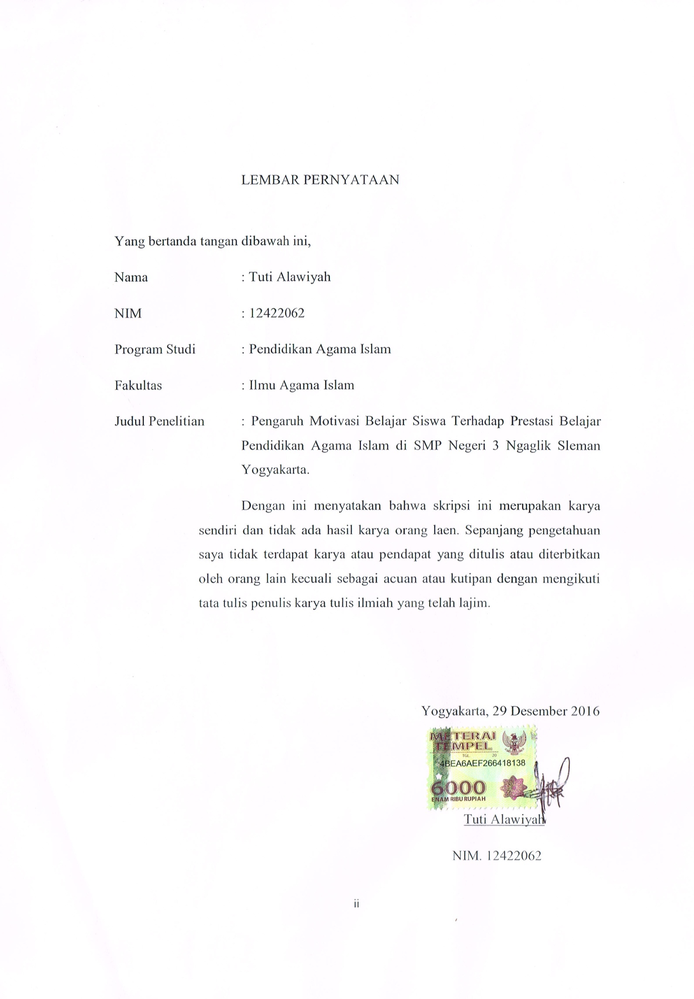 LEMBAR PERNYATAAN
Yang bertanda tangan dibawah ini,
Nama : Tuti Alawiyah
NIM : 12422062
Program Studi : Pendidikan Agama Islam
Fakultas : Ilmu Agama Islam
Judul Penelitian : Pengaruh Motivasi Belajar Siswa Terhadap Prestasi Belajar
Pendidikan Agama Islam di SMP Negeri 3 Ngaglik Sleman
Yogyakarta.
Dengan ini menyatakan bahwa skripsi ini merupakan karya
sendiri dan tidak ada hasil karya orang laen. Sepanjang pengetahuan
saya tidak terdapat karya atau pendapat yang ditulis atau diterbitkan
oleh orang lain kecuali sebagai acuan atau kutipan dengan mengikuti
tata tulis penulis karya tulis ilmiah yang telah lajim.
Yogyakarta, 29 Desember 2016
METERAI
TEMPEL
TGL. 20
4BEA6AEF266418138
6000
ENAM RIBU RUPIAH
Tuti Alawiyah
NIM. 12422062
ii